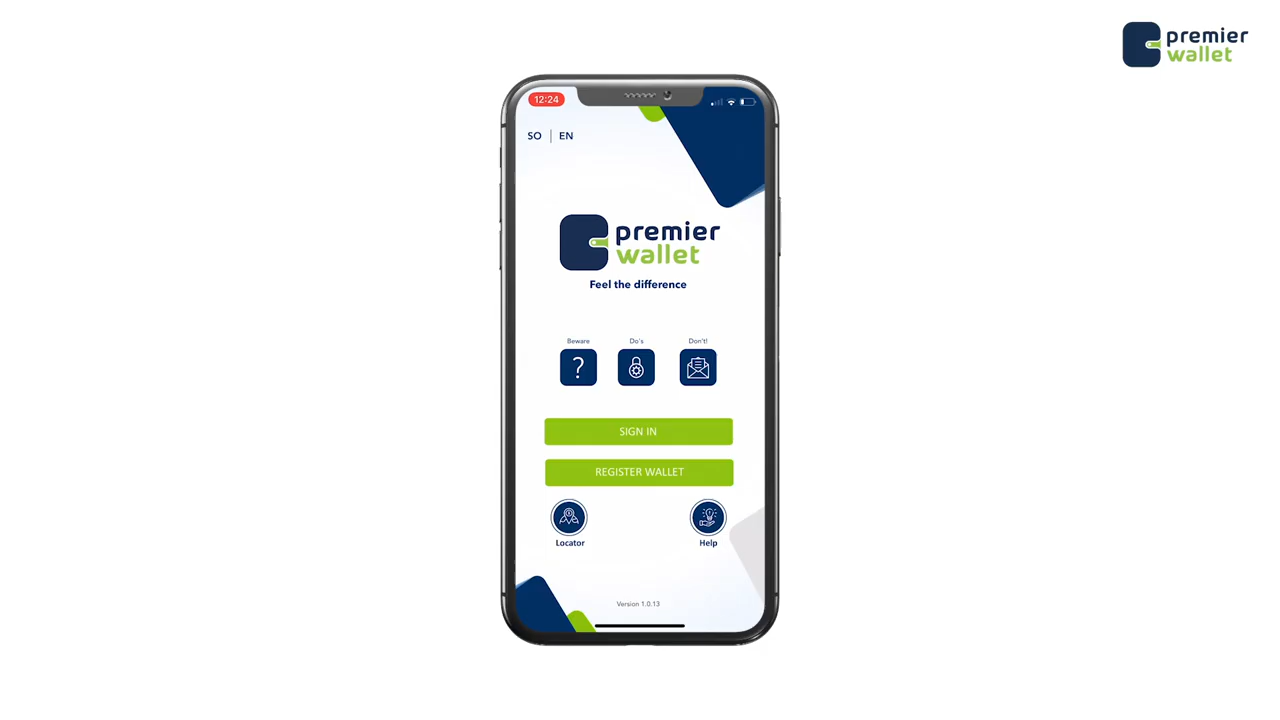 premier
wallet
12:24
SO | EN
premier
wallet
Feel the difference
Beware
Do's
Don't!
?
SIGN IN
REGISTER WALLET
Locator
Help
Version 1.0.13